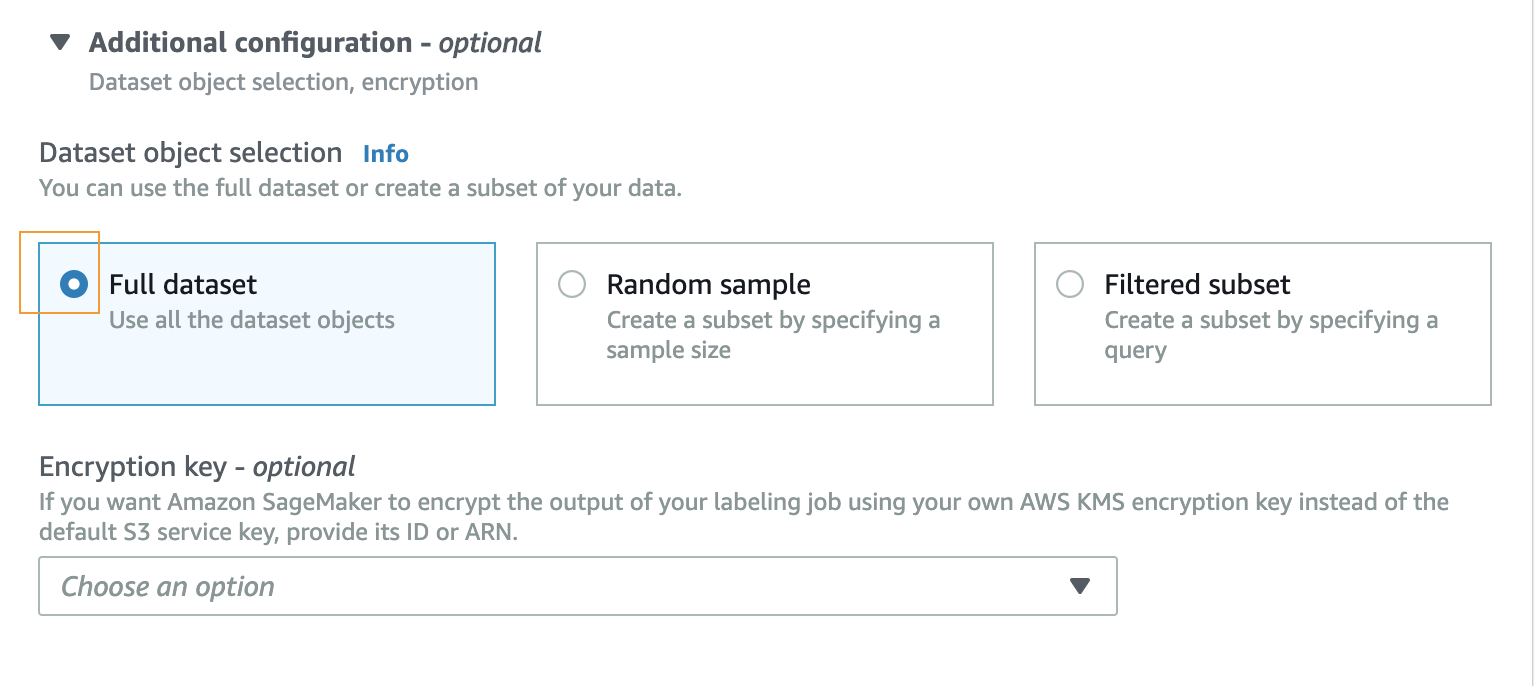 Additional configuration - optional
Dataset object selection, encryption
Dataset object selection Info
You can use the full dataset or create a subset of your data.
Full dataset
Use all the dataset objects
Random sample
Create a subset by specifying a
sample size
Filtered subset
Create a subset by specifying a
query
Encryption key - optional
If you want Amazon SageMaker to encrypt the output of your labeling job using your own AWS KMS encryption key instead of the
default S3 service key, provide its ID or ARN.
Choose an option